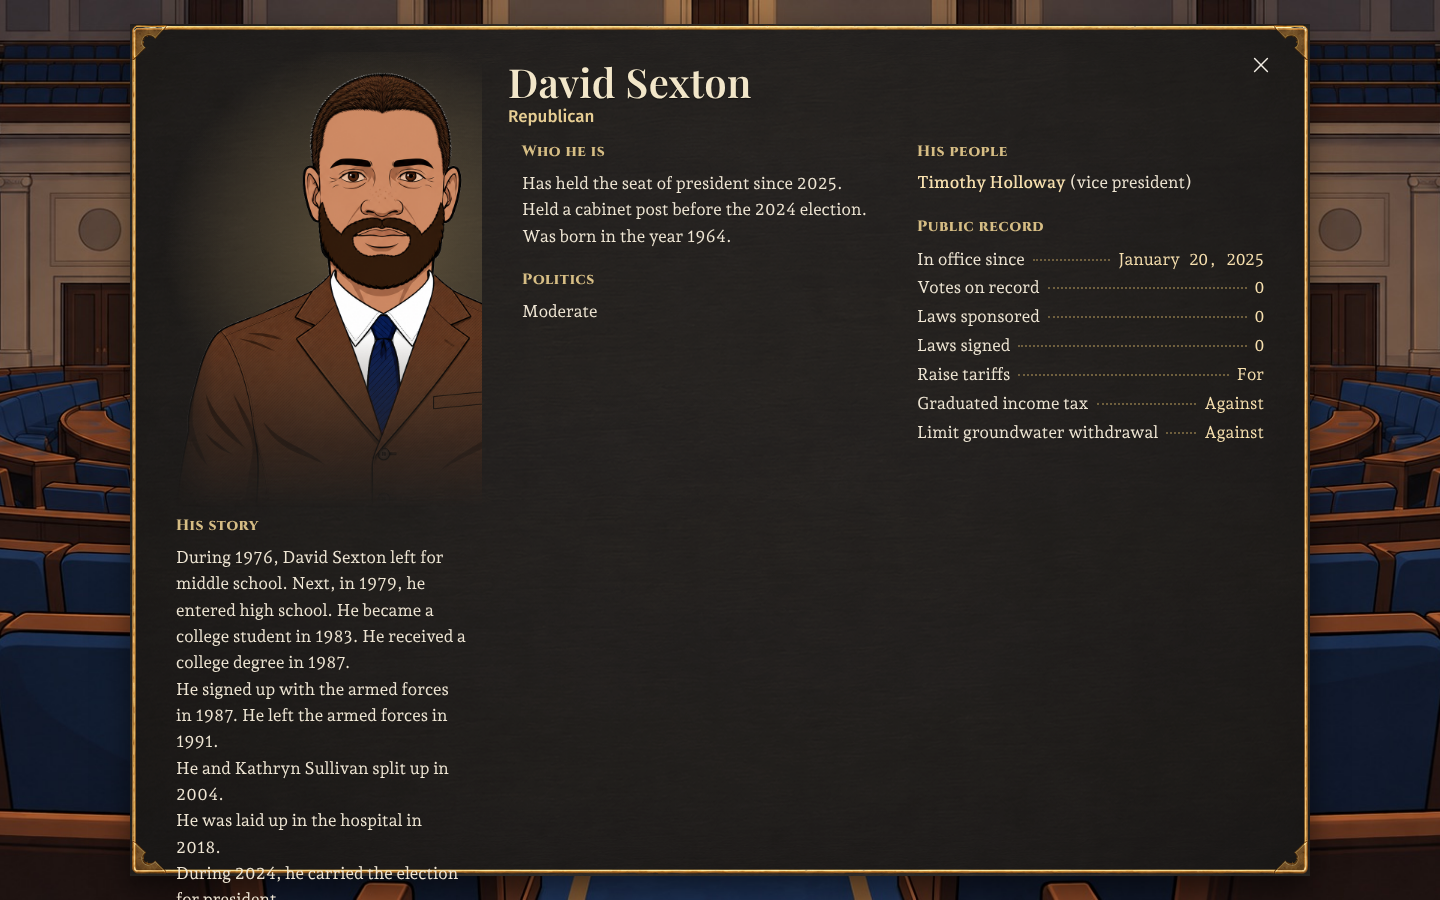 David Sexton
Republican
Who he is
Has held the seat of president since 2025.
Held a cabinet post before the 2024 election.
Was born in the year 1964.
Politics
Moderate
His people
Timothy Holloway (vice president)
Public record
In office since January 20, 2025
Votes on record 0
Laws sponsored 0
Laws signed 0
Raise tariffs For
Graduated income tax Against
Limit groundwater withdrawal Against
His story
During 1976, David Sexton left for
middle school. Next, in 1979, he
entered high school. He became a
college student in 1983. He received a
college degree in 1987.
He signed up with the armed forces
in 1987. He left the armed forces in
1991.
He and Kathryn Sullivan split up in
2004.
He was laid up in the hospital in
2018.
During 2024, he carried the election
for president.